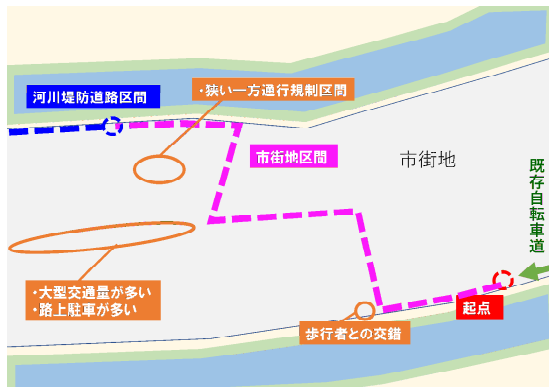 ・狭い一方通行規制区間
河川堤防道路区間
市街地区間
市街地
既存自転車道
・大型交通量が多い
・路上駐車が多い
起点
歩行者との交錯